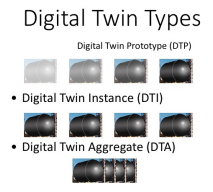 Digital Twin Types
Digital Twin Prototype (DTP)
• Digital Twin Instance (DTI)
• Digital Twin Aggregate (DTA)